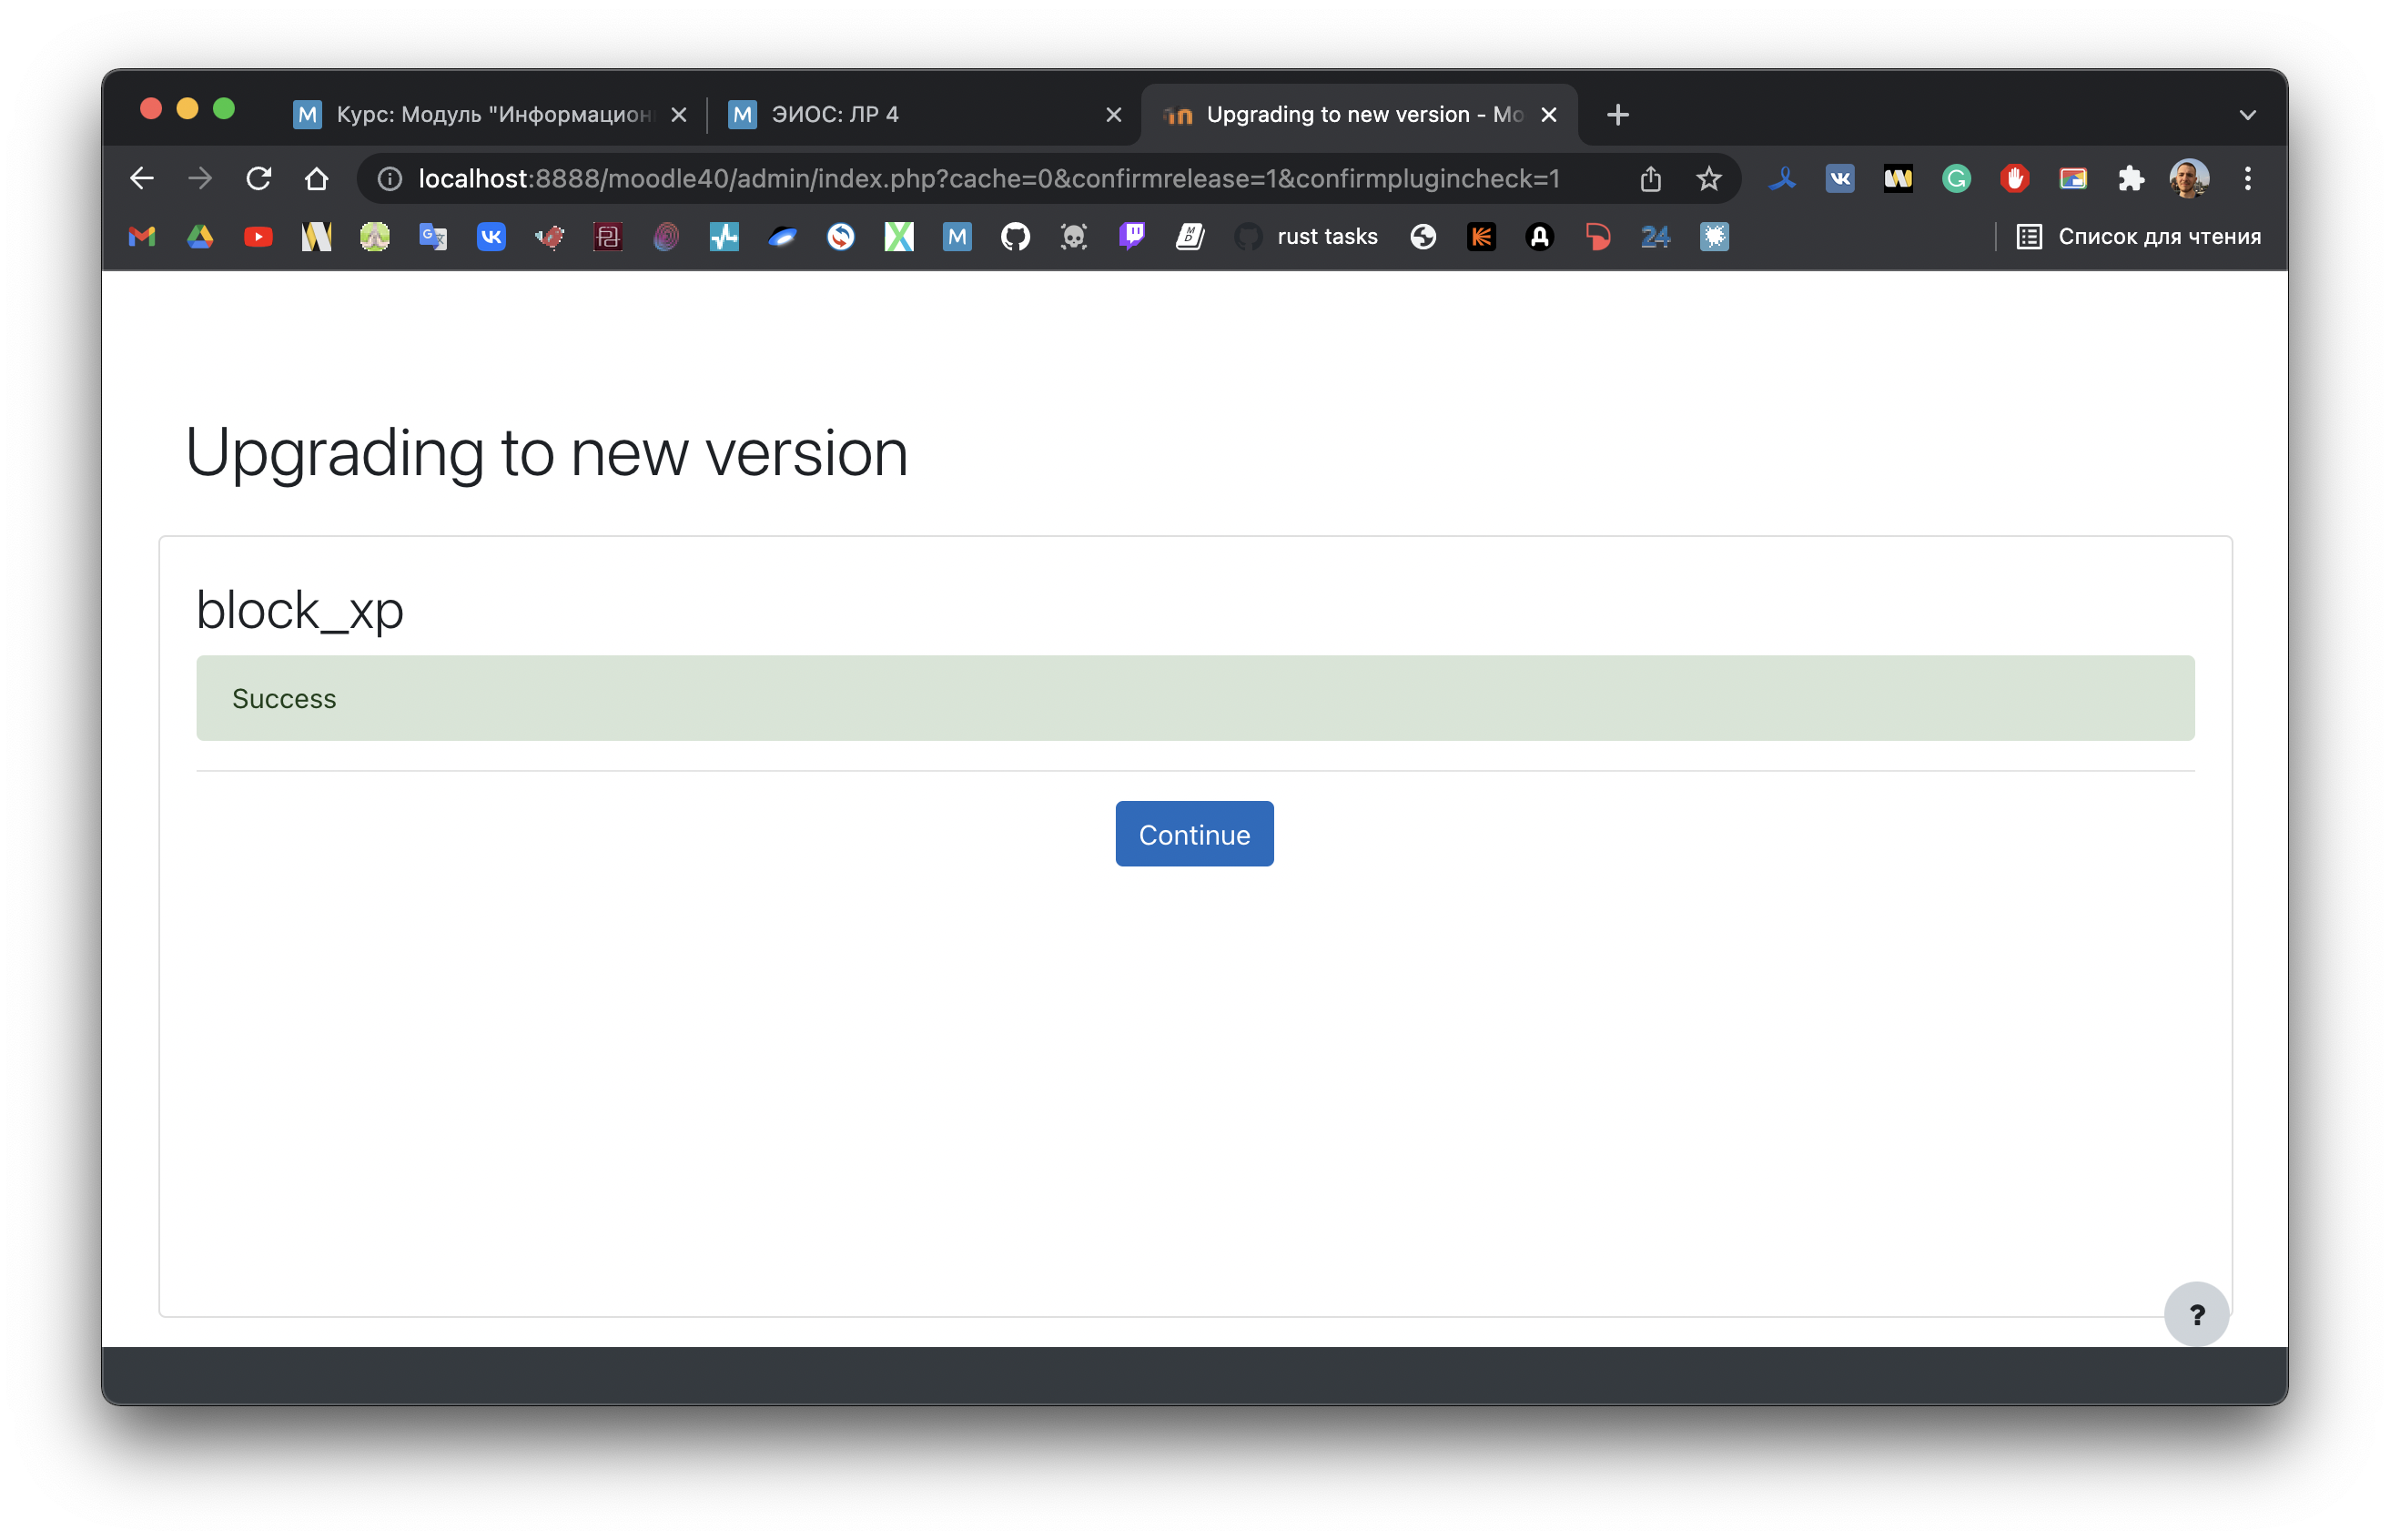 Курс: Модуль "Информацион
ЭИОС: ЛР 4
Upgrading to new version - Mo
localhost:8888/moodle40/admin/index.php?cache=0&confirmrelease=1&confirmplugincheck=1
rust tasks
24
Список для чтения
Upgrading to new version
block_xp
Success
Continue
?